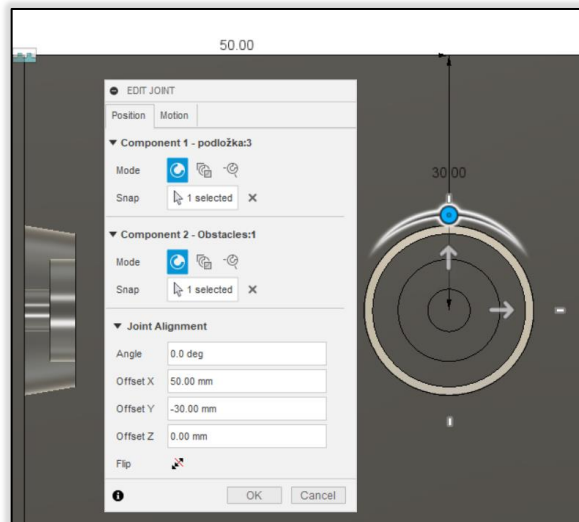 50.00
EDIT JOINT
Position Motion
Component 1 - podložka:3
Mode
Snap 1 selected
Component 2 - Obstacles:1
Mode
Snap 1 selected
Joint Alignment
Angle 0.0 deg
Offset X 50.00 mm
Offset Y -30.00 mm
Offset Z 0.00 mm
Flip
OK Cancel
30.00